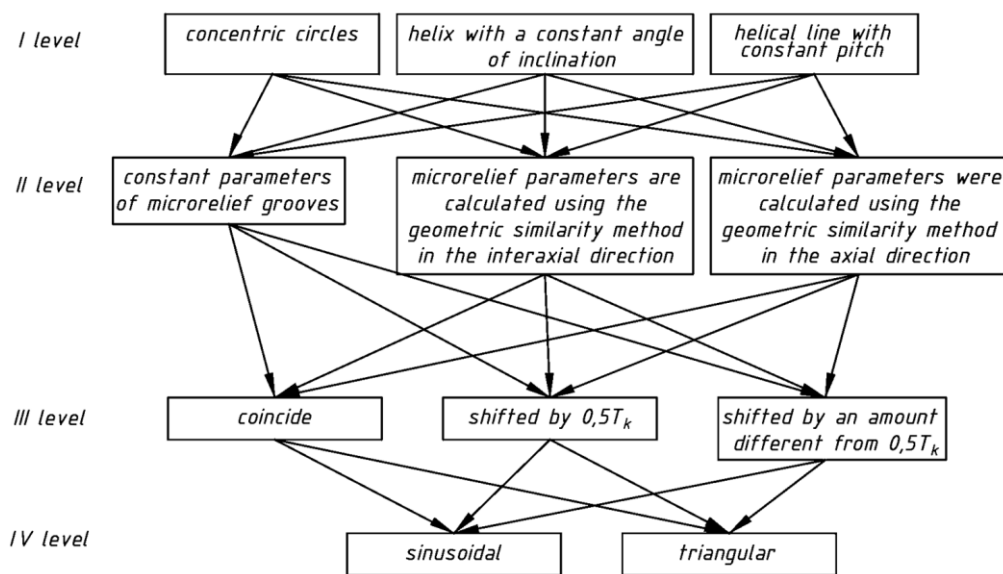 I level
concentric circles
helix with a constant angle
of inclination
helical line with
constant pitch
II level
constant parameters
of microrelief grooves
microrelief parameters are
calculated using the
geometric similarity method
in the interaxial direction
microrelief parameters were
calculated using the
geometric similarity method
in the axial direction
III level
coincide
shifted by 0,5Tk
shifted by an amount
different from 0,5Tk
IV level
sinusoidal
triangular